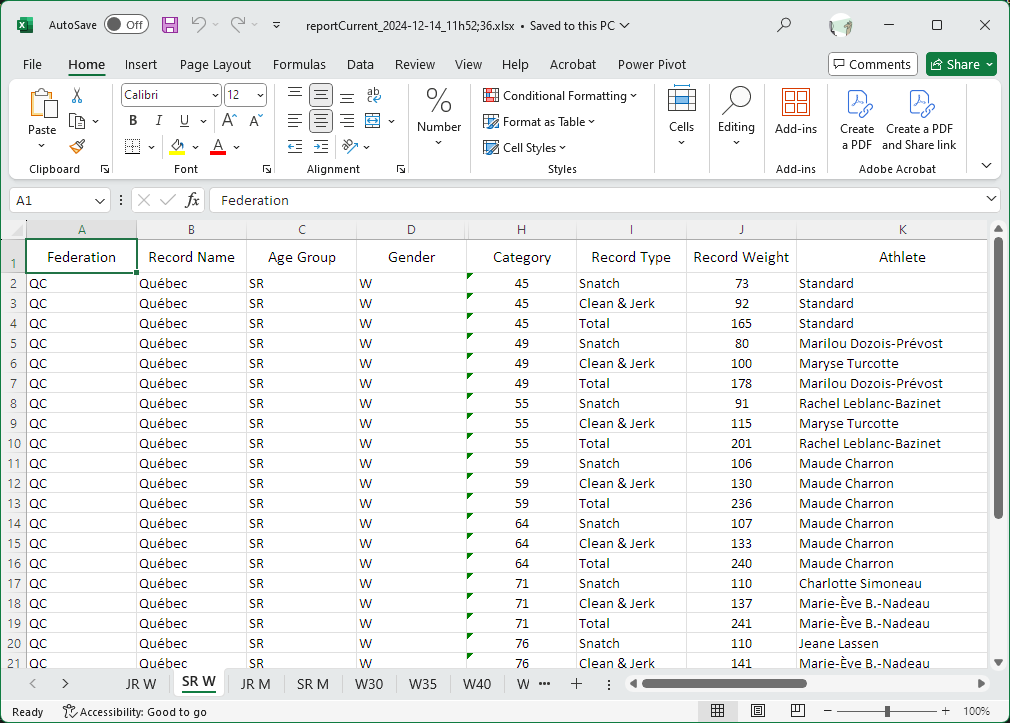 AutoSave Off reportCurrent_2024-12-14_11h52;36.xlsx • Saved to this PC
File Home Insert Page Layout Formulas Data Review View Help Acrobat Power Pivot Comments Share
Paste Calibri 12 Number Conditional Formatting Cells Editing Add-ins Create a PDF Create a PDF and Share link
B I U A A A ab c Format as Table
Cell Styles
Clipboard Font Alignment Styles Add-ins Adobe Acrobat
A1 fx Federation
A B C D H I J K
1 Federation Record Name Age Group Gender Category Record Type Record Weight Athlete
2 QC Québec SR W 45 Snatch 73 Standard
3 QC Québec SR W 45 Clean & Jerk 92 Standard
4 QC Québec SR W 45 Total 165 Standard
5 QC Québec SR W 49 Snatch 80 Marilou Dozois-Prévost
6 QC Québec SR W 49 Clean & Jerk 100 Maryse Turcotte
7 QC Québec SR W 49 Total 178 Marilou Dozois-Prévost
8 QC Québec SR W 55 Snatch 91 Rachel Leblanc-Bazinet
9 QC Québec SR W 55 Clean & Jerk 115 Maryse Turcotte
10 QC Québec SR W 55 Total 201 Rachel Leblanc-Bazinet
11 QC Québec SR W 59 Snatch 106 Maude Charron
12 QC Québec SR W 59 Clean & Jerk 130 Maude Charron
13 QC Québec SR W 59 Total 236 Maude Charron
14 QC Québec SR W 64 Snatch 107 Maude Charron
15 QC Québec SR W 64 Clean & Jerk 133 Maude Charron
16 QC Québec SR W 64 Total 240 Maude Charron
17 QC Québec SR W 71 Snatch 110 Charlotte Simoneau
18 QC Québec SR W 71 Clean & Jerk 137 Marie-Ève B.-Nadeau
19 QC Québec SR W 71 Total 241 Marie-Ève B.-Nadeau
20 QC Québec SR W 76 Snatch 110 Jeane Lassen
21 QC Québec SR W 76 Clean & Jerk 141 Marie-Ève B.-Nadeau
JR W SR W JR M SR M W30 W35 W40 W ...
Ready Accessibility: Good to go 100%